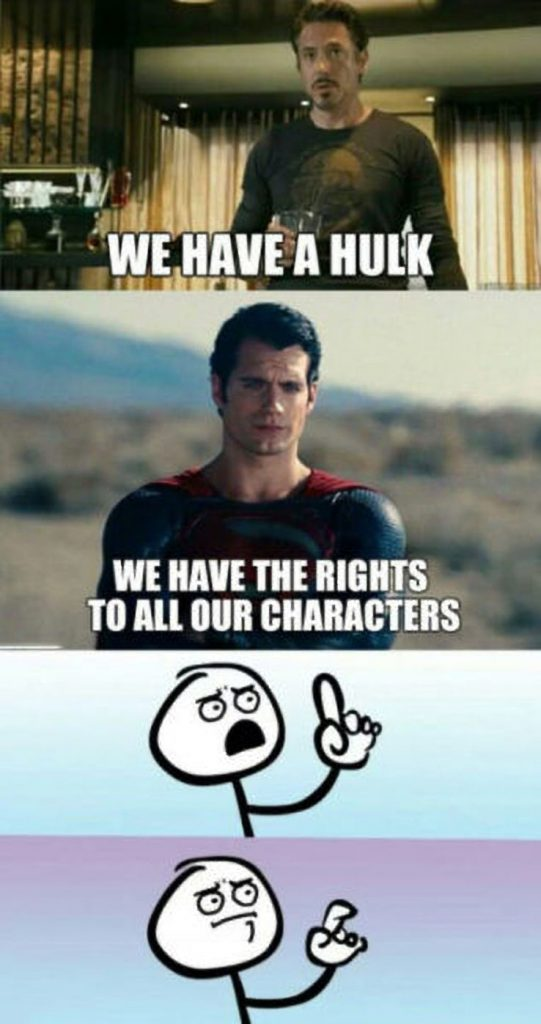 WE HAVE A HULK
WE HAVE THE RIGHTS
TO ALL OUR CHARACTERS